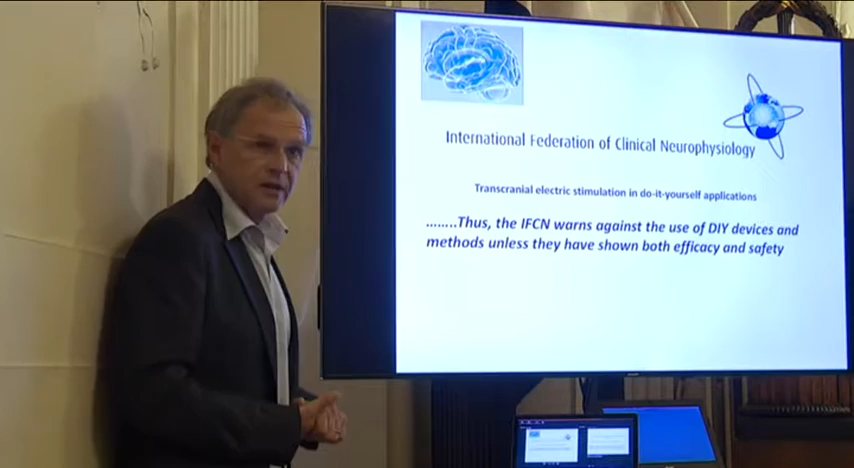 International Federation of Clinical Neurophysiology
Transcranial electric stimulation in do-it-yourself applications
........Thus, the IFCN warns against the use of DIY devices and
methods unless they have shown both efficacy and safety